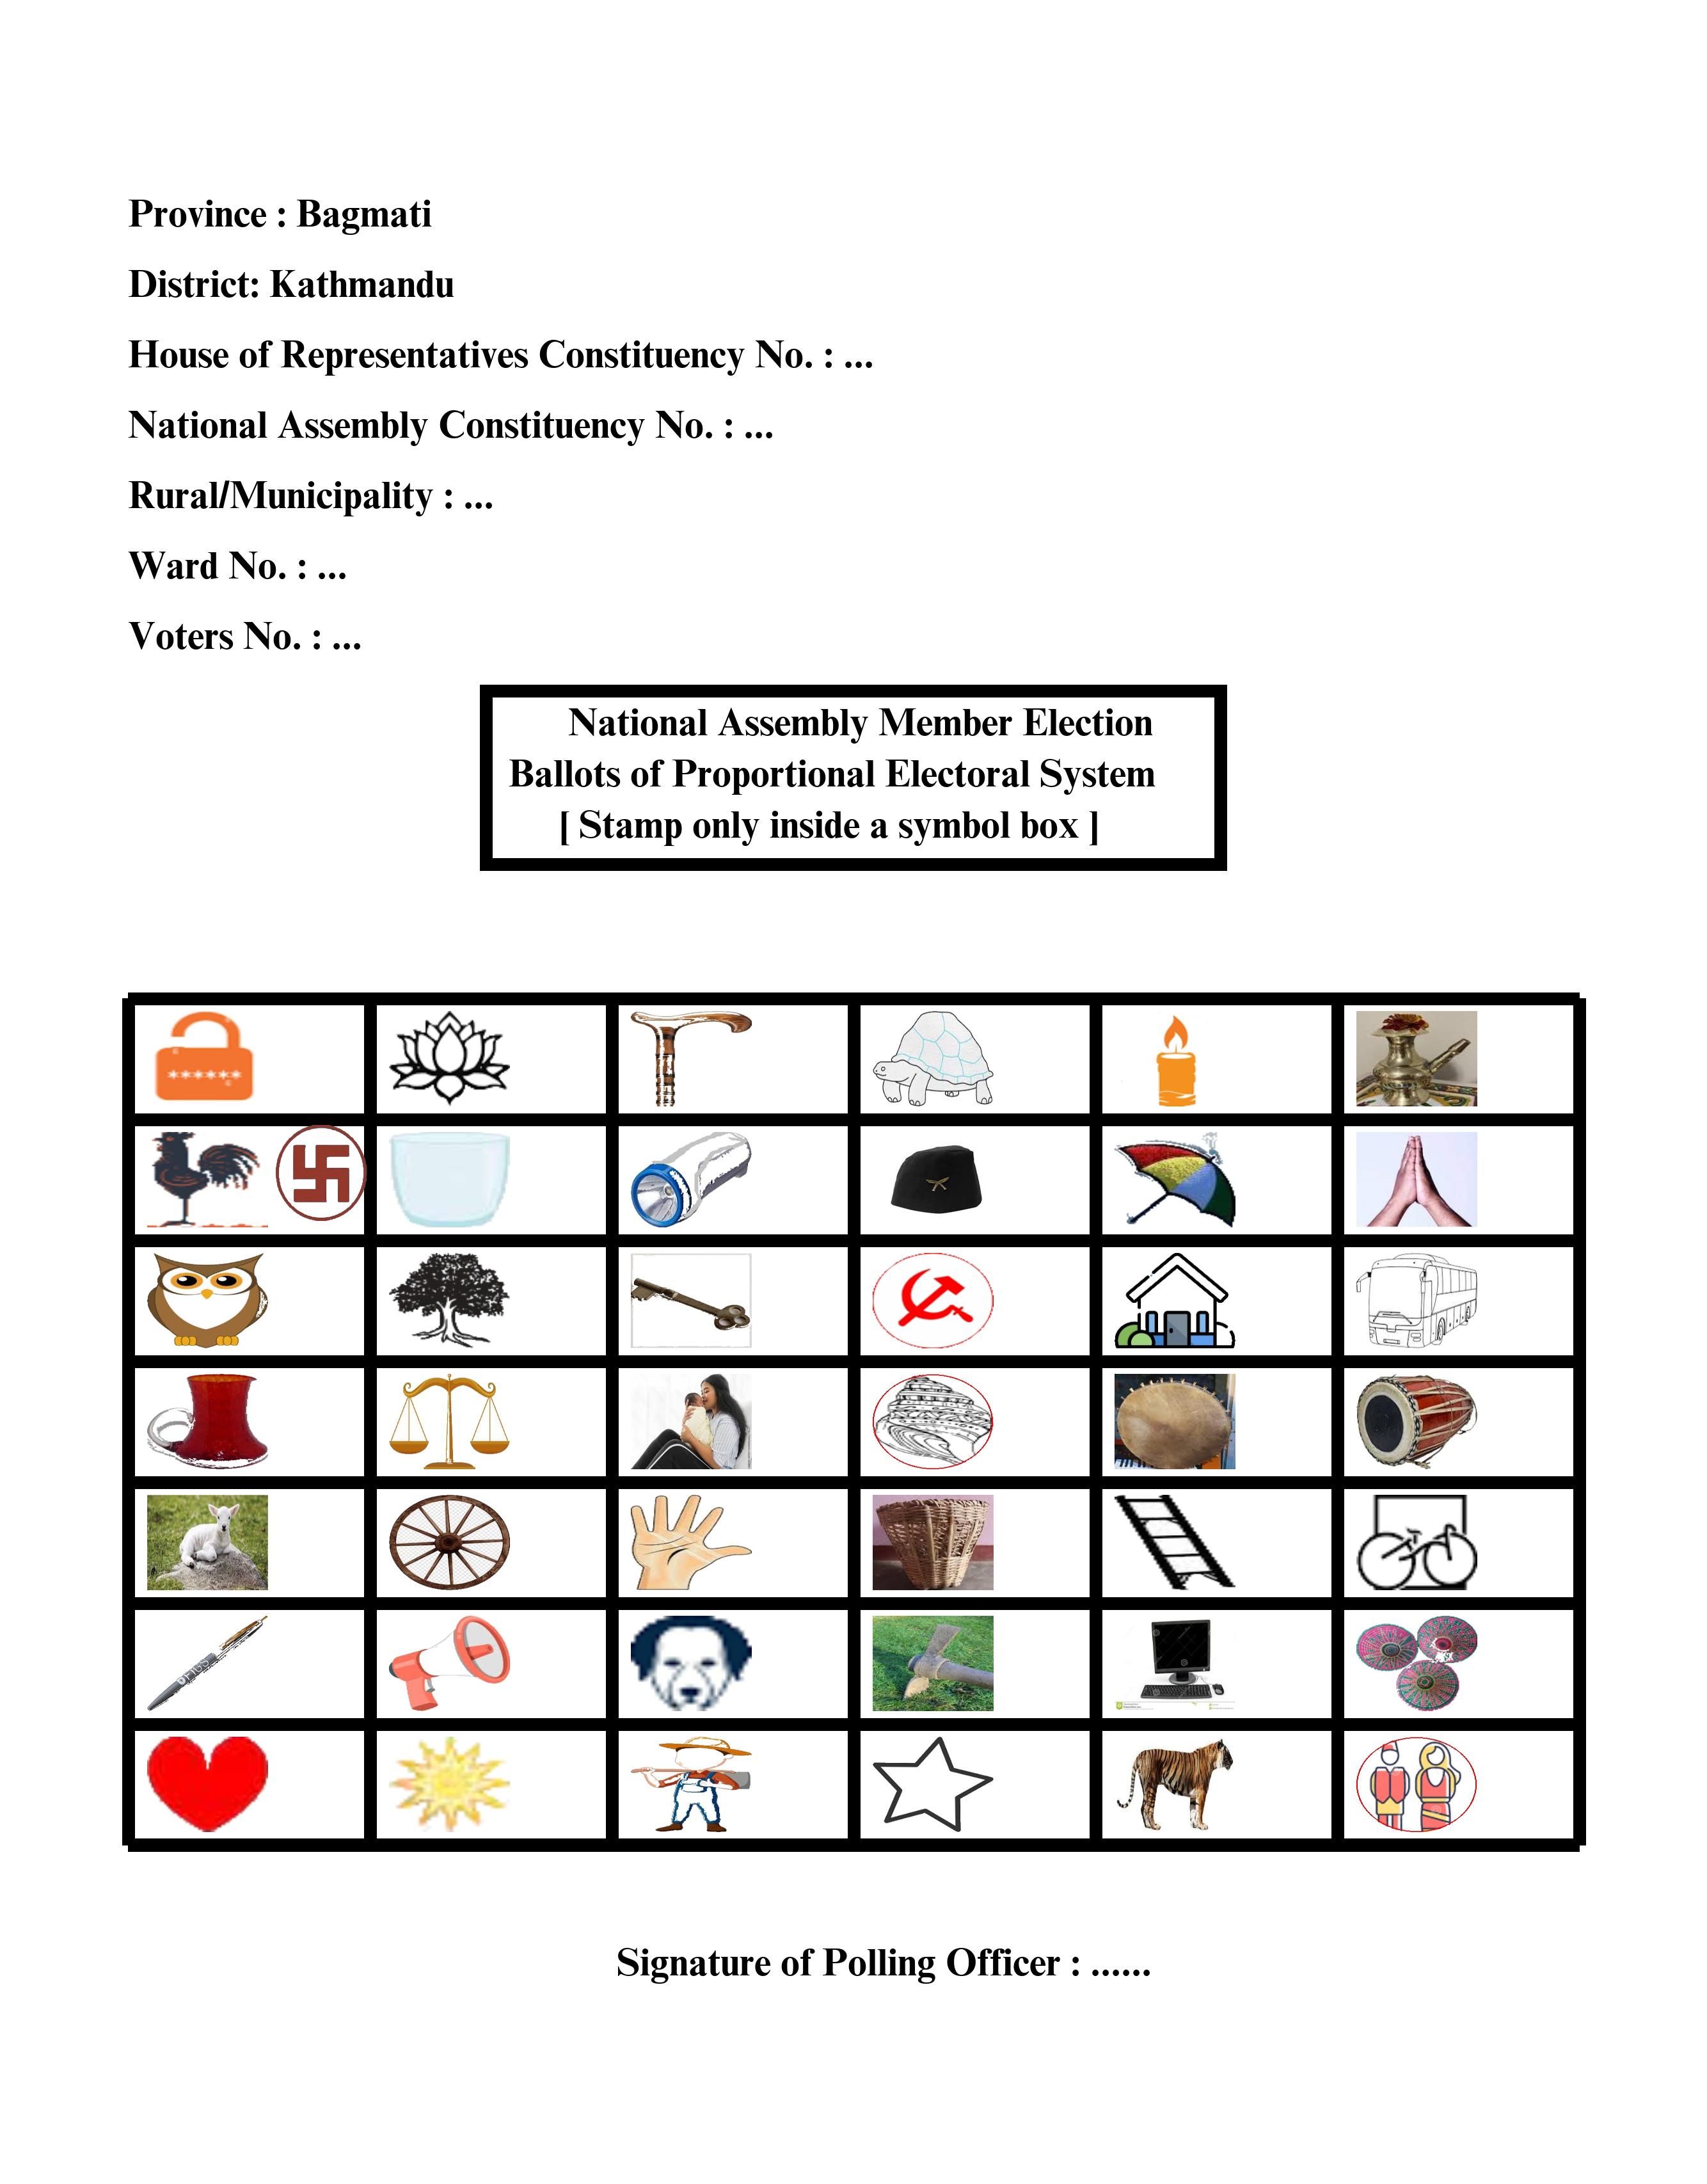 Province : Bagmati
District: Kathmandu
House of Representatives Constituency No. : ...
National Assembly Constituency No. : ...
Rural/Municipality : ...
Ward No. : ...
Voters No. : ...
National Assembly Member Election
Ballots of Proportional Electoral System
[ Stamp only inside a symbol box ]
******
Signature of Polling Officer : ......